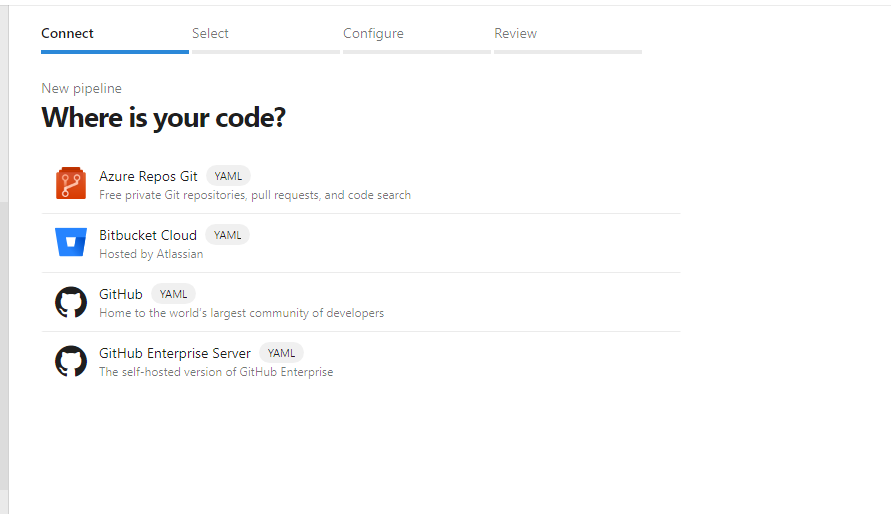 Connect Select Configure Review
New pipeline
Where is your code?
Azure Repos Git YAML
Free private Git repositories, pull requests, and code search
Bitbucket Cloud YAML
Hosted by Atlassian
GitHub YAML
Home to the world's largest community of developers
GitHub Enterprise Server YAML
The self-hosted version of GitHub Enterprise